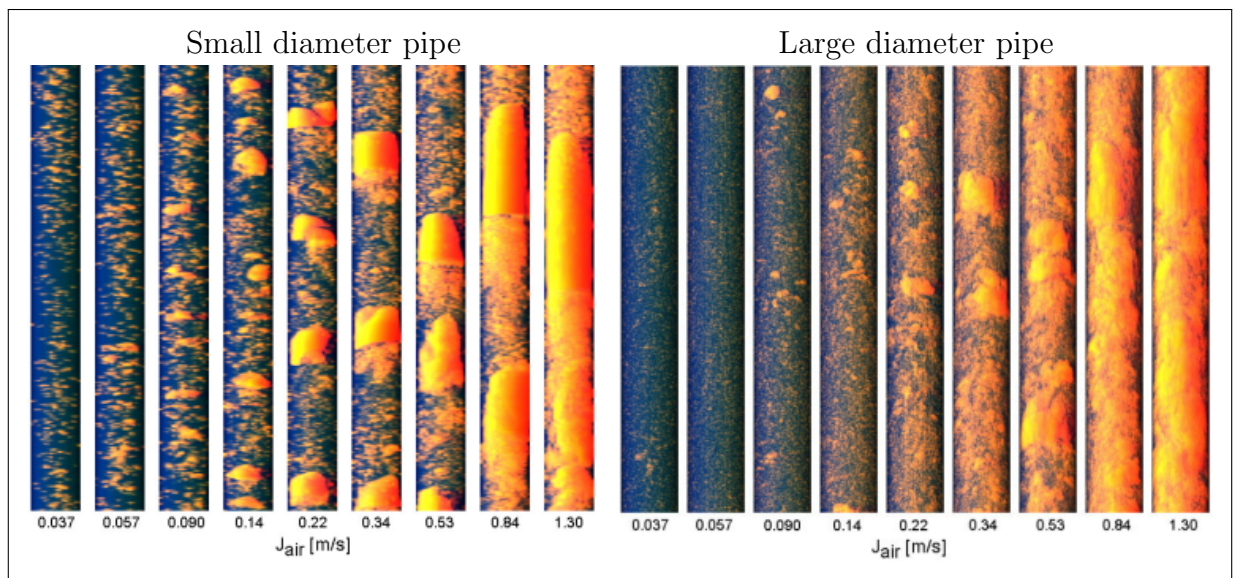 Small diameter pipe
Large diameter pipe
0.037 0.057 0.090 0.14 0.22 0.34 0.53 0.84 1.30
J_air [m/s]
0.037 0.057 0.090 0.14 0.22 0.34 0.53 0.84 1.30
J_air [m/s]